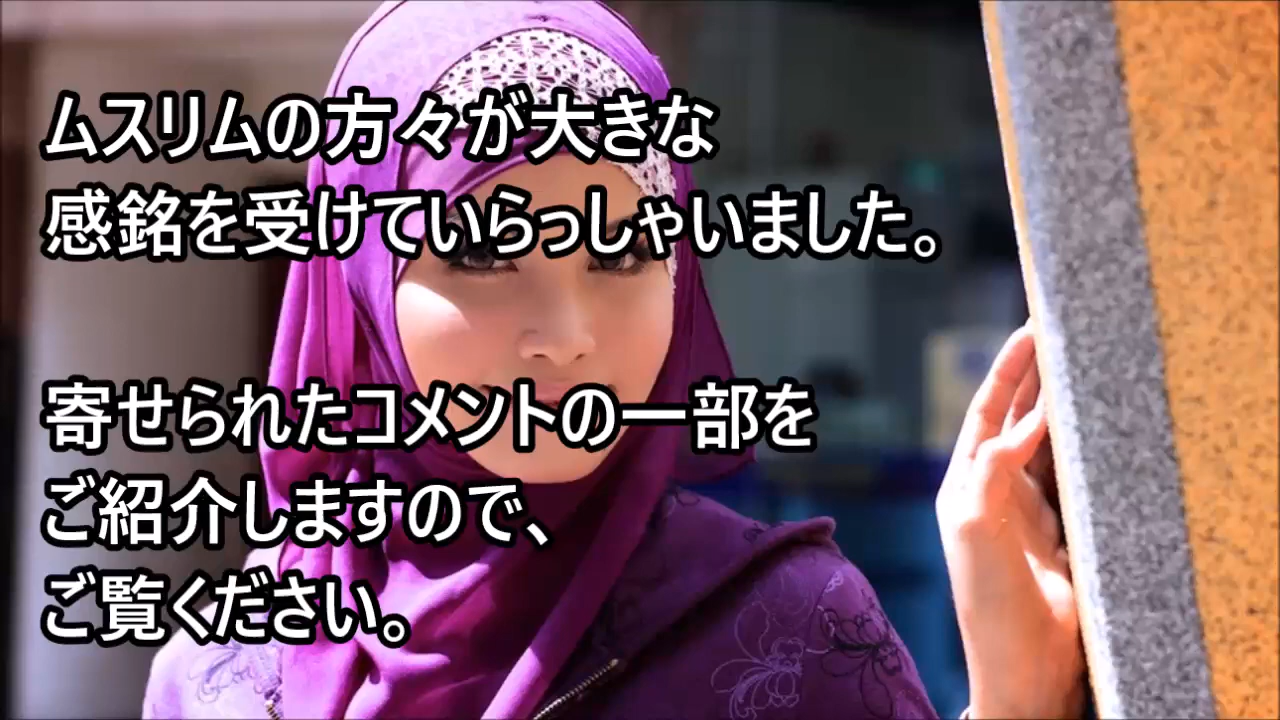 ムスリムの方々が大きな
感銘を受けていらっしゃいました。
寄せられたコメントの一部を
ご紹介しますので、
ご覧ください。